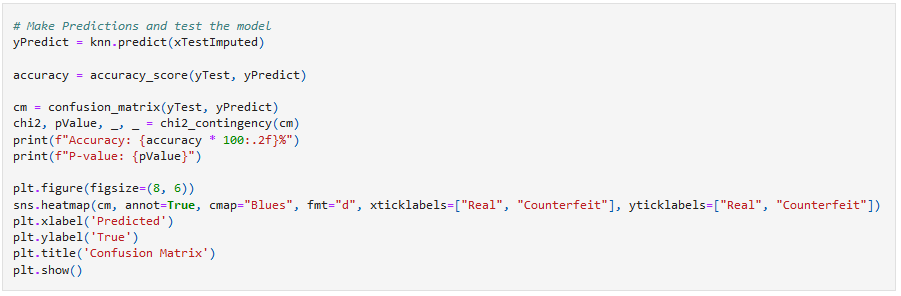 # Make Predictions and test the model
yPredict = knn.predict(xTestImputed)
accuracy = accuracy_score(yTest, yPredict)
cm = confusion_matrix(yTest, yPredict)
chi2, pValue, _, _ = chi2_contingency(cm)
print(f"Accuracy: {accuracy * 100:.2f}%")
print(f"P-value: {pValue}")
plt.figure(figsize=(8, 6))
sns.heatmap(cm, annot=True, cmap="Blues", fmt="d", xticklabels=["Real", "Counterfeit"], yticklabels=["Real", "Counterfeit"])
plt.xlabel('Predicted')
plt.ylabel('True')
plt.title('Confusion Matrix')
plt.show()